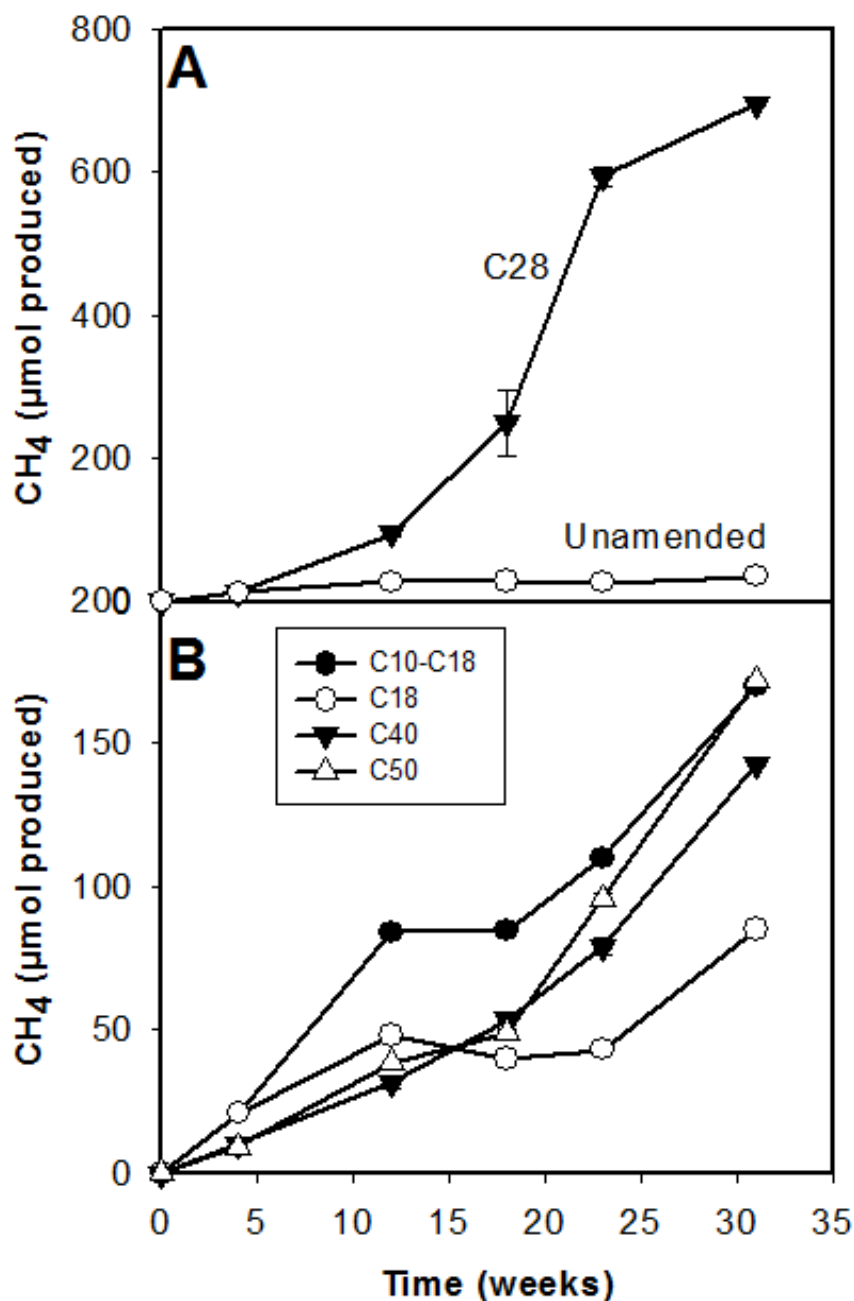 A
CH4 (µmol produced)
800
600
400
200
0
C28
Unamended
B
CH4 (µmol produced)
200
150
100
50
0
C10-C18
C18
C40
C50
0 5 10 15 20 25 30 35
Time (weeks)